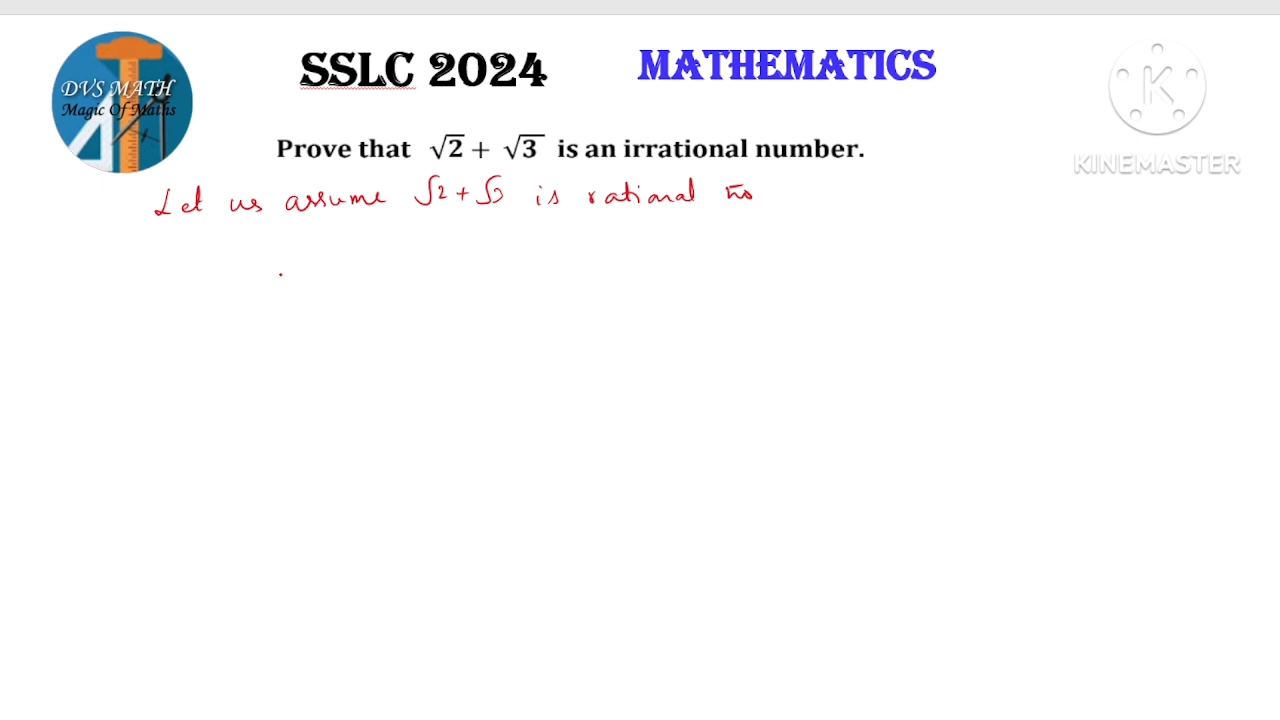 DVS MATH
Magic Of Maths
SSLC 2024
MATHEMATICS
KINEMASTER
Prove that √2 + √3 is an irrational number.
Let us assume √2 + √3 is rational no